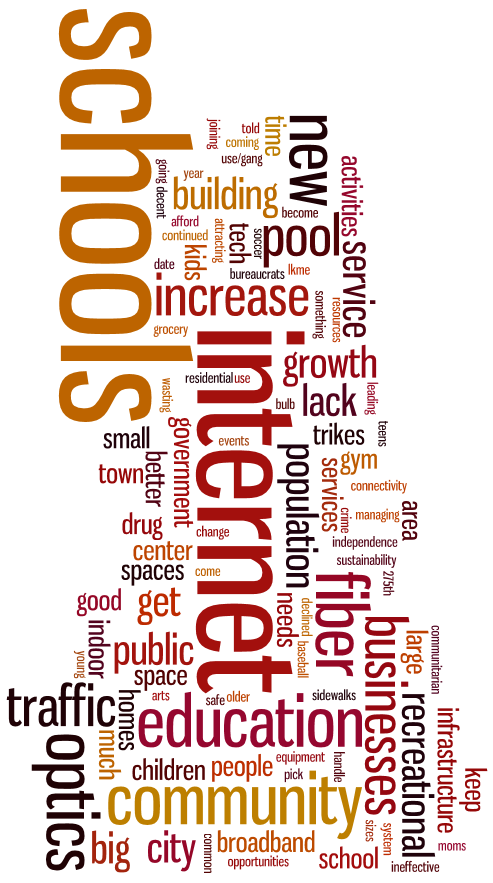 schools
new
time
told
joining
coming
use/gang
activities
going decent
year
building
become
afford
continued
attracting
tech
soccer
pool
service
kids
date
bureaucrats
lkme
increase
something
resources
grocery
internet
growth
residential
use
wasting
bulb
lack
leading
small
government
events
trikes
teens
better
population
gym
town
services
connectivity
crime
managing
area
drug
change
independence
center
spaces
come
sustainability
275th
fiber
good
get
needs
declined
baseball
indoor
public
businesses
large
communitarian
young
space
traffic
homes
arts
safe
older
sidewalks
education
recreational
infrastructure
optics
much
children
people
equipment
pick
handle
keep
community
big
city
common
broadband
opportunities
school
sizes
system
moms
ineffective